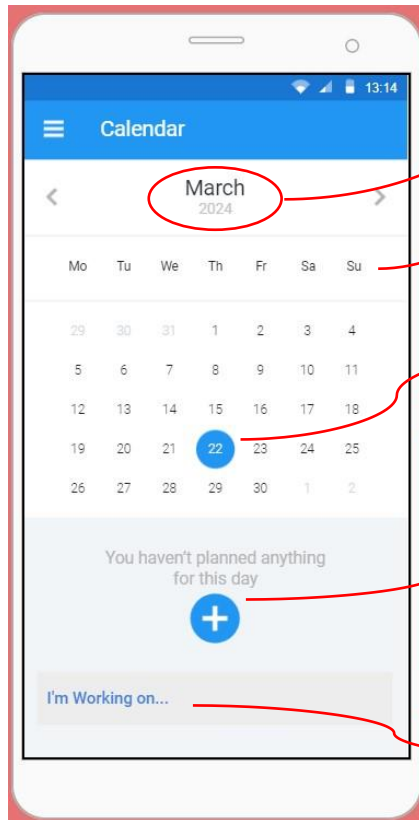 13:14
Calendar
March
2024
Mo Tu We Th Fr Sa Su
29 30 31 1 2 3 4
5 6 7 8 9 10 11
12 13 14 15 16 17 18
19 20 21 22 23 24 25
26 27 28 29 30 1 2
You haven't planned anything
for this day
I'm Working on...